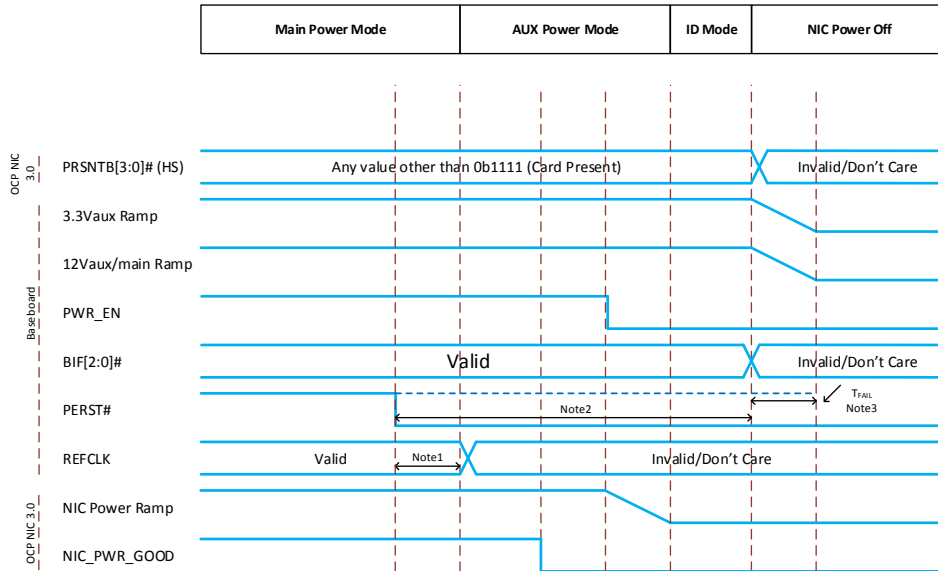 Main Power Mode
AUX Power Mode
ID Mode
NIC Power Off
OCP NIC
3.0
PRSNTB[3:0]# (HS)
Any value other than 0b1111 (Card Present)
Invalid/Don't Care
3.3Vaux Ramp
12Vaux/main Ramp
Baseboard
PWR_EN
BIF[2:0]#
Valid
Invalid/Don't Care
PERST#
Note2
TFAIL
Note3
REFCLK
Valid
Note1
Invalid/Don't Care
OCP NIC 3.0
NIC Power Ramp
NIC_PWR_GOOD